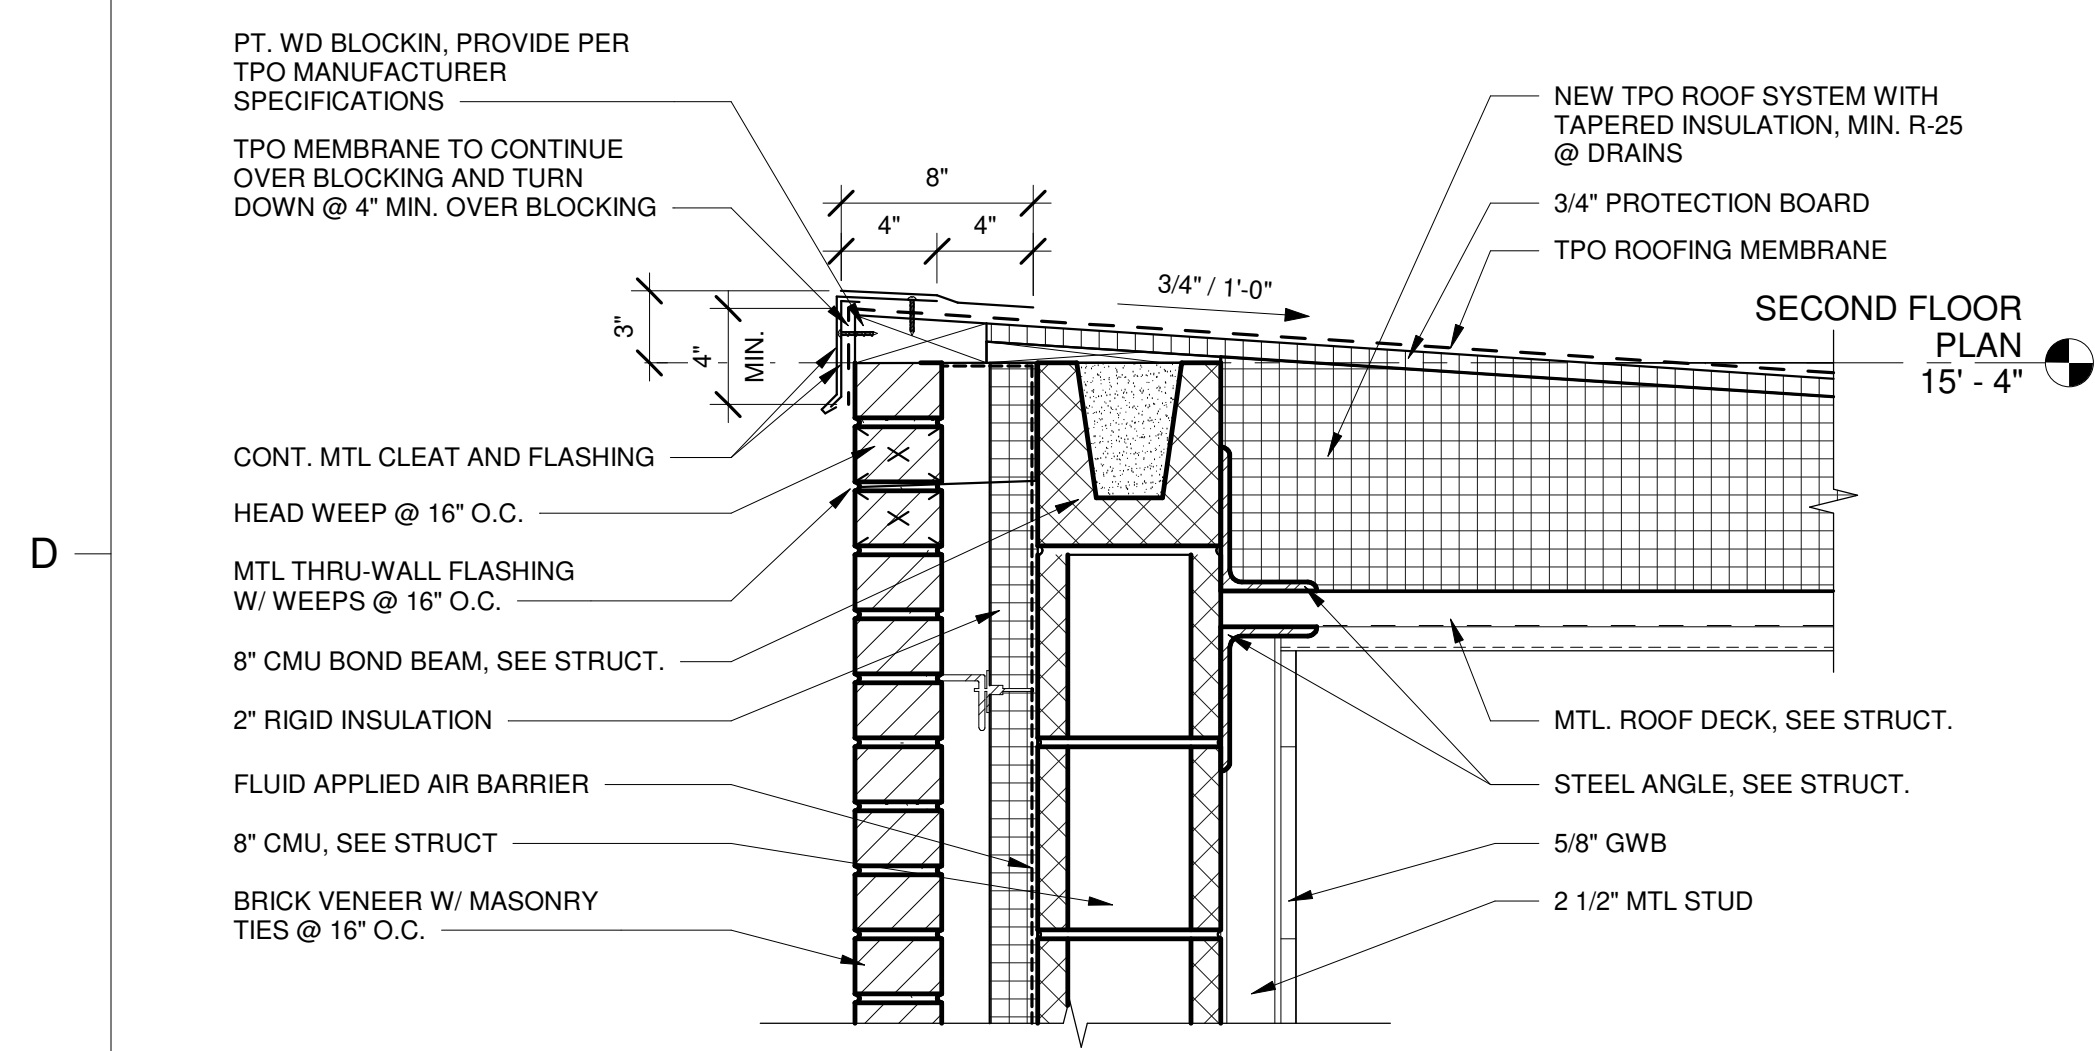 PT. WD BLOCKIN, PROVIDE PER
TPO MANUFACTURER
SPECIFICATIONS
TPO MEMBRANE TO CONTINUE
OVER BLOCKING AND TURN
DOWN @ 4" MIN. OVER BLOCKING
8"
4" 4"
3"
4"
MIN.
3/4" / 1'-0"
CONT. MTL CLEAT AND FLASHING
HEAD WEEP @ 16" O.C.
MTL THRU-WALL FLASHING
W/ WEEPS @ 16" O.C.
8" CMU BOND BEAM, SEE STRUCT.
2" RIGID INSULATION
FLUID APPLIED AIR BARRIER
8" CMU, SEE STRUCT
BRICK VENEER W/ MASONRY
TIES @ 16" O.C.
D
NEW TPO ROOF SYSTEM WITH
TAPERED INSULATION, MIN. R-25
@ DRAINS
3/4" PROTECTION BOARD
TPO ROOFING MEMBRANE
SECOND FLOOR
PLAN
15' - 4"
MTL. ROOF DECK, SEE STRUCT.
STEEL ANGLE, SEE STRUCT.
5/8" GWB
2 1/2" MTL STUD